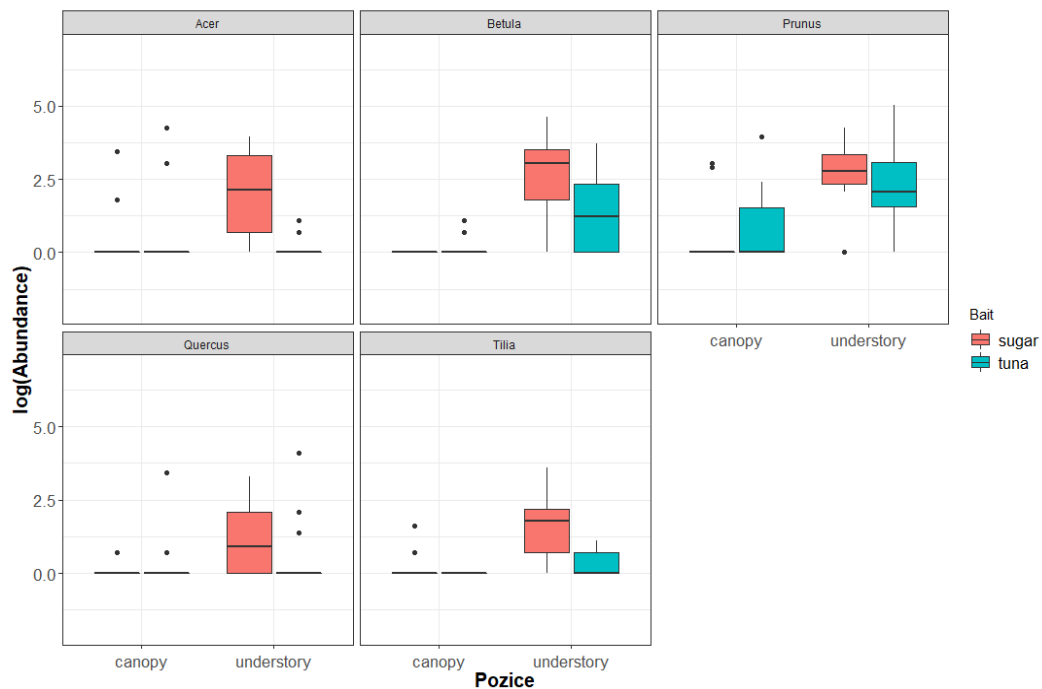 Acer
Betula
Prunus
5.0
2.5
0.0
canopy
understory
Quercus
Tilia
5.0
2.5
0.0
canopy
understory
canopy
understory
log(Abundance)
Pozice
Bait
sugar
tuna